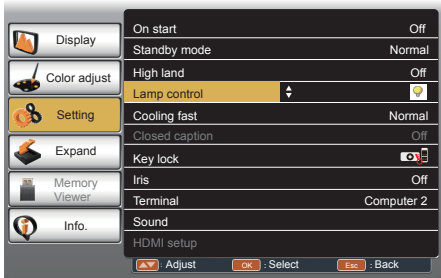 Display
Color adjust
Setting
Expand
Memory
Viewer
Info.
On start Off
Standby mode Normal
High land Off
Lamp control
Cooling fast Normal
Closed caption Off
Key lock
Iris Off
Terminal Computer 2
Sound
HDMI setup
: Adjust OK : Select Esc : Back